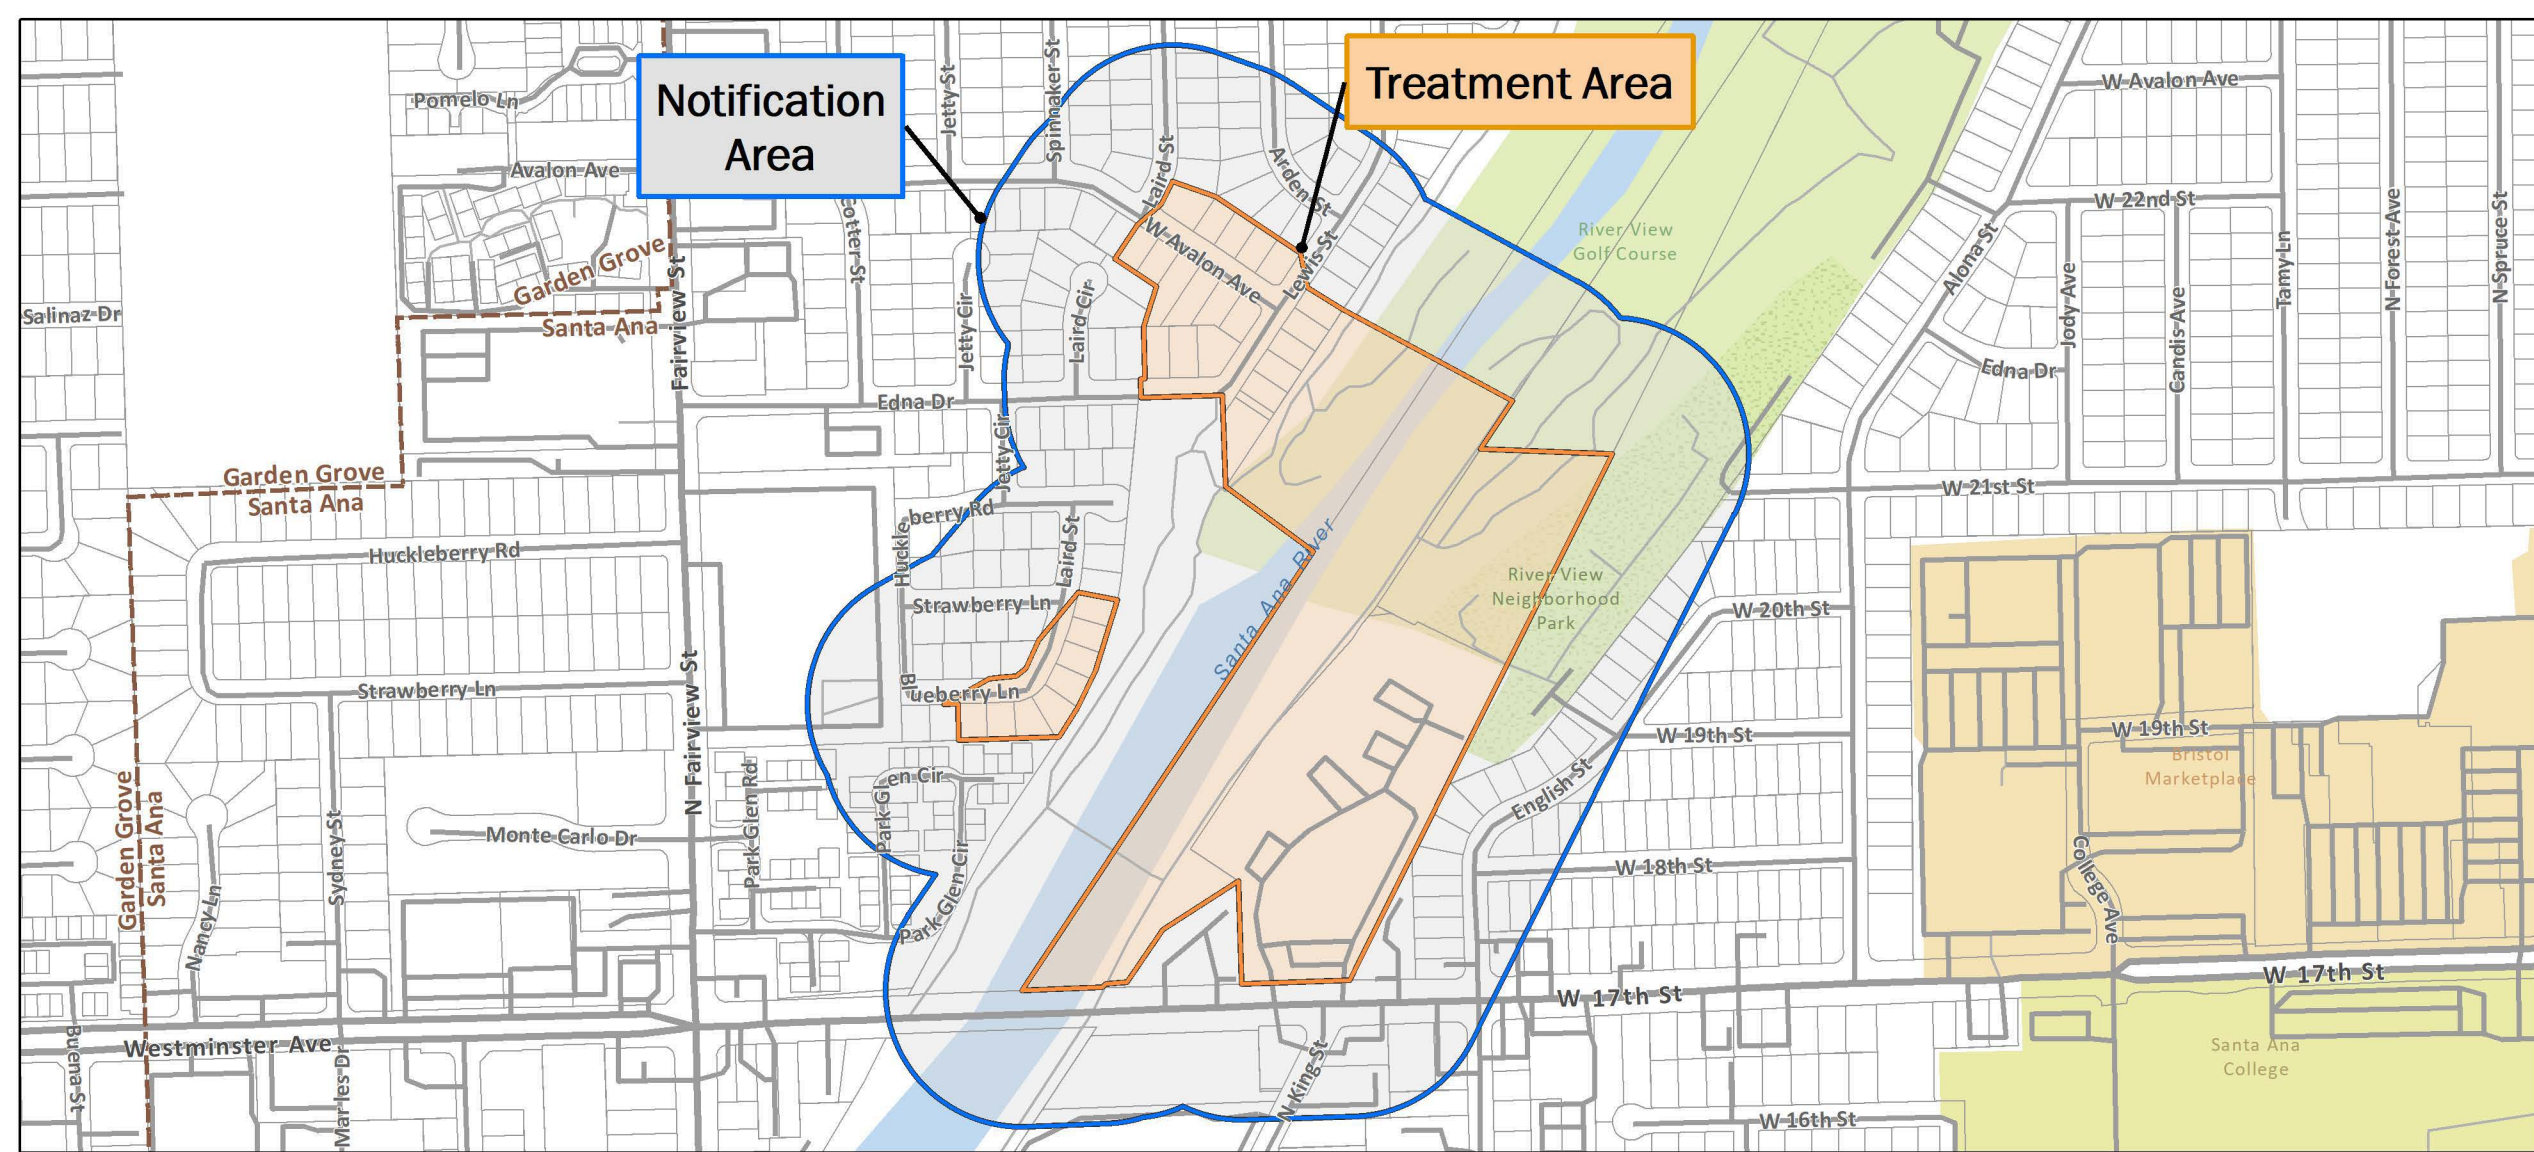 Notification
Area
Treatment Area
Pomelo Ln
Avalon Ave
Jetty St
Spinnaker St
Laird St
Arden St
W Avalon Ave
Lewis St
W Avalon Ave
W 22nd St
River View
Golf Course
Alona St
Jody Ave
Candis Ave
Tamy Ln
N Forest Ave
N Spruce St
Garden Grove
Santa Ana
Salinaz Dr
Fairview St
Jetty Cir
Laird Cir
Edna Dr
Edna Dr
Jetty Cir
Garden Grove
Santa Ana
W 21st St
Huckleberry Rd
Huckle
berry Rd
Laird St
Strawberry Ln
Santa Ana River
River View
Neighborhood
Park
W 20th St
Strawberry Ln
Bl
ueberry Ln
N Fairview St
W 19th St
W 19th St
Bristol
Marketplace
Garden Grove
Santa Ana
Park Glen Rd
Park Gl
en Cir
Park Glen Cir
English St
Monte Carlo Dr
Sydney St
Nancy Ln
W 18th St
College Ave
W 17th St
W 17th St
Westminster Ave
Buena St
Mar les Dr
N King St
Santa Ana
College
W 16th St